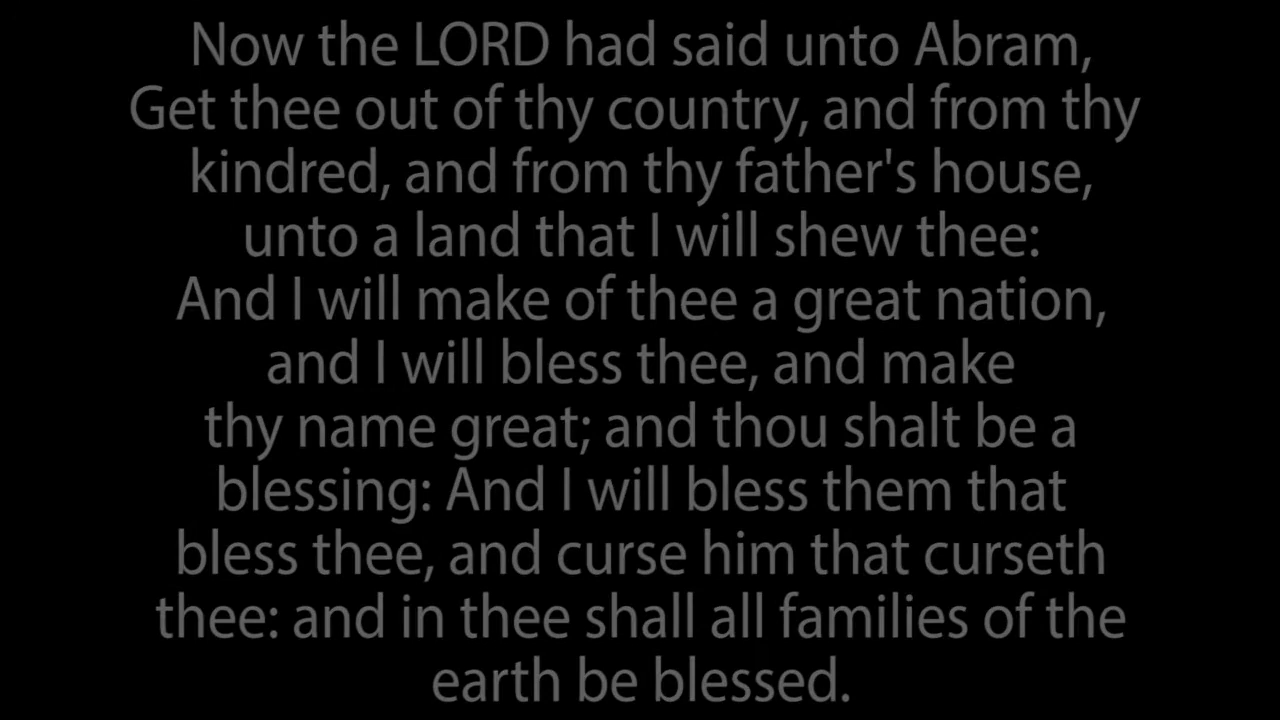 Now the LORD had said unto Abram,
Get thee out of thy country, and from thy
kindred, and from thy father's house,
unto a land that I will shew thee:
And I will make of thee a great nation,
and I will bless thee, and make
thy name great; and thou shalt be a
blessing: And I will bless them that
bless thee, and curse him that curseth
thee: and in thee shall all families of the
earth be blessed.